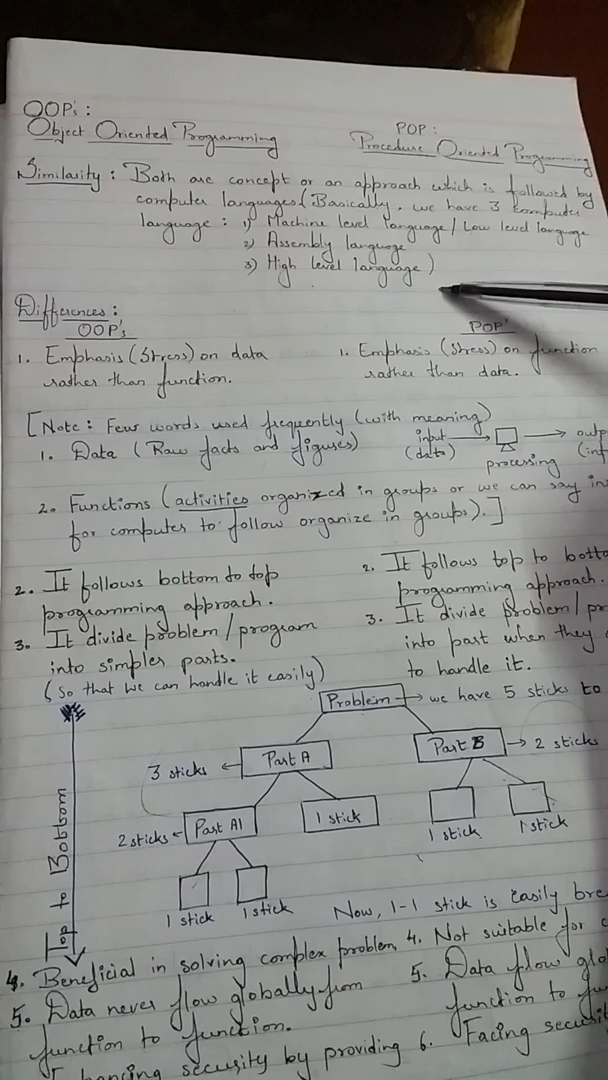 OOP's :
Object Oriented Programming
POP :
Procedure Oriented Programming
Similarity : Both are concept or an approach which is followed by
computer languages (Basically, we have 3 computer
language : 1) Machine level language / Low level language
2) Assembly language
3) High level language )
Differences :
OOP's
POP'
1. Emphasis (Stress) on data
rather than function.
1. Emphasis (Stress) on function
rather than data.
[Note : Few words used frequently (with meaning)
1. Data (Raw facts and figures)
input
(data)
processing
2. Functions (activities organized in groups or we can say in
for computer to follow organize in groups).]
2. It follows bottom to top
programming approach.
3. It divide problem / program
into simpler parts.
(So that we can handle it easily)
2. It follows top to
programming approach.
3. It divide problem /
into part when they
to handle it.
Problem → we have 5 sticks to
3 sticks ← Part A
Part B → 2 sticks
2 sticks ← Part A1
1 stick
1 stick
1 stick
1 stick
1 stick
Top to Bottom
Now, 1-1 stick is easily
4. Beneficial in solving complex problem
4. Not suitable for
5. Data never flow globally from
function to function.
5. Data flow
function to
security by providing
6. Facing